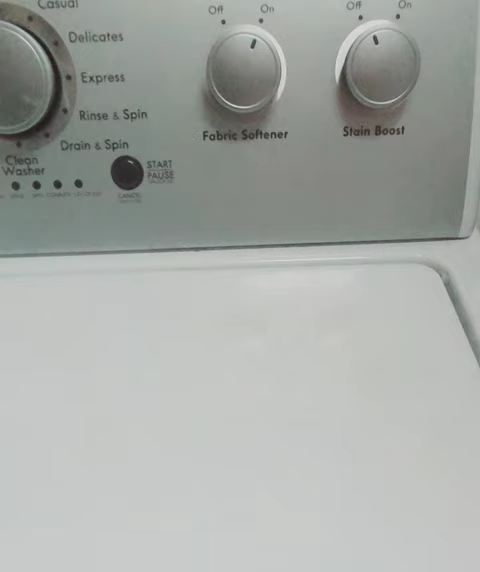 Casual
Delicates
Express
Rinse & Spin
Drain & Spin
Clean
Washer
START
PAUSE
Off On
Fabric Softener
Off On
Stain Boost